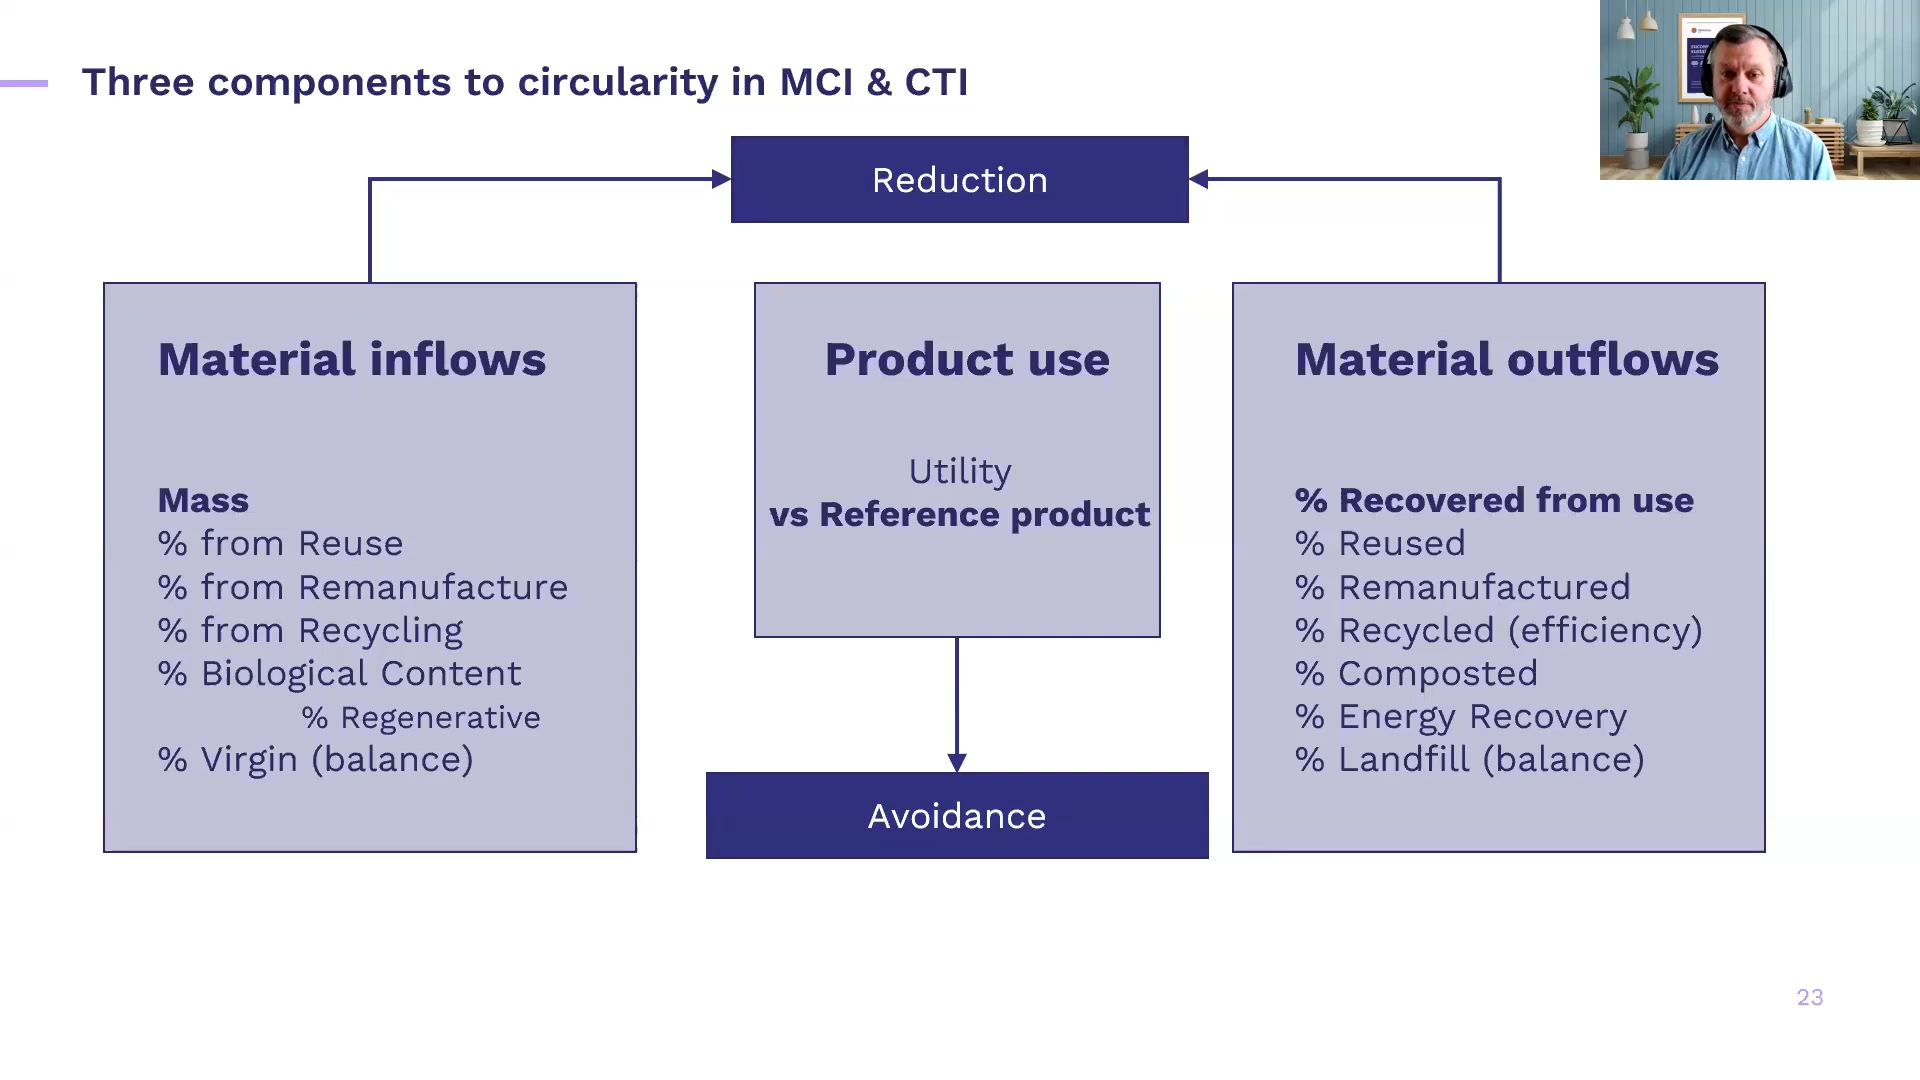 Three components to circularity in MCI & CTI
Reduction
Material inflows
Mass
% from Reuse
% from Remanufacture
% from Recycling
% Biological Content
% Regenerative
% Virgin (balance)
Product use
Utility
vs Reference product
Avoidance
Material outflows
% Recovered from use
% Reused
% Remanufactured
% Recycled (efficiency)
% Composted
% Energy Recovery
% Landfill (balance)
23